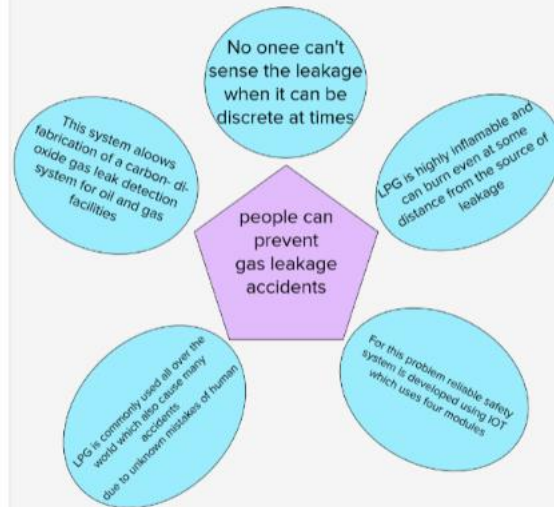 No onee can't
sense the leakage
when it can be
discrete at times
This system aloows
fabrication of a carbon- di-
oxide gas leak detection
system for oil and gas
facilities
LPG is highly inflamable and
can burn even at some
distance from the source of
leakage
people can
prevent
gas leakage
accidents
LPG is commonly used all over the
world which also cause many
accidents
due to unknown mistakes of human
For this problem reliable safety
system is developed using IOT
which uses four modules